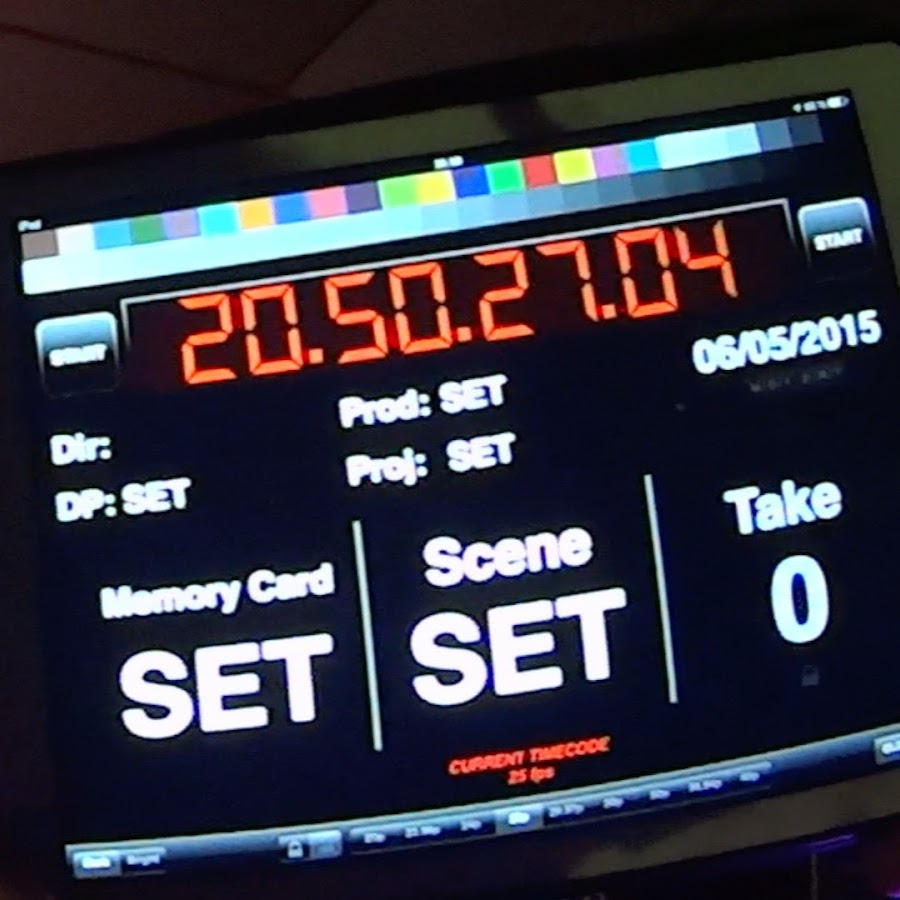 iPad
START
20.50.27.04
START
06/05/2015
Dir:
Prod: SET
DP: SET
Proj: SET
Memory Card
SET
Scene
SET
Take
0
CURRENT TIMECODE
25 fps